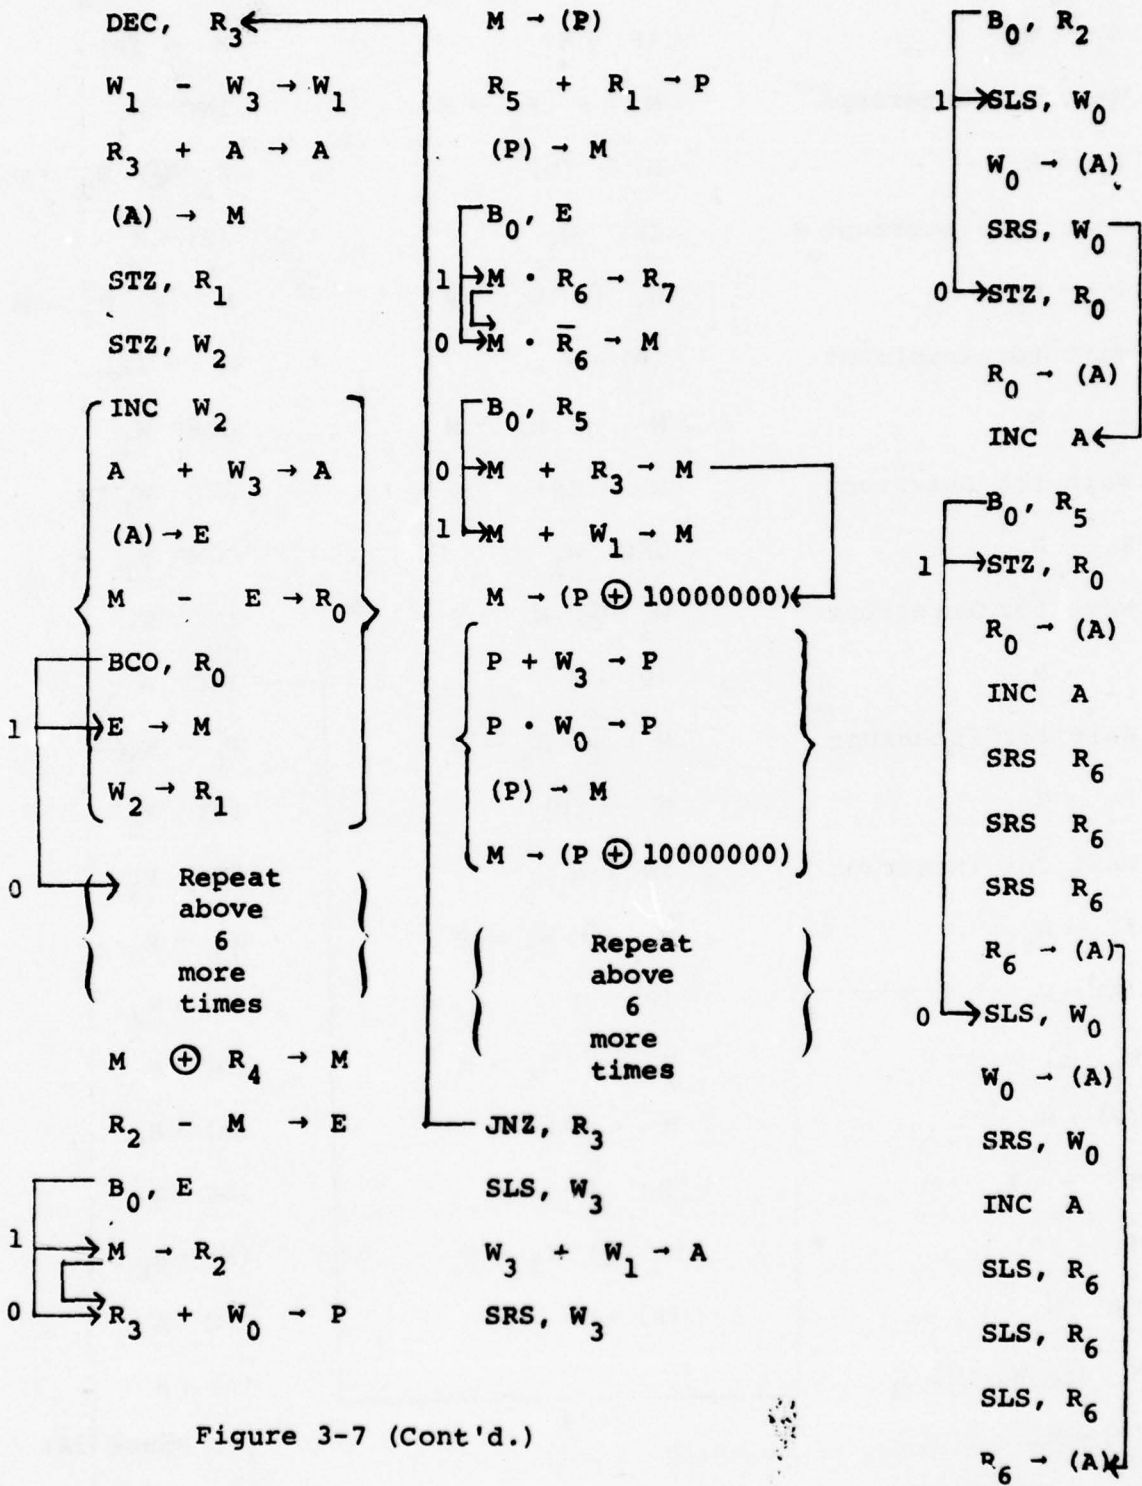 DEC, R₃
W₁ - W₃ → W₁
R₃ + A → A
(A) → M
STZ, R₁
STZ, W₂
INC W₂
A + W₃ → A
(A) → E
M - E → R₀
BCO, R₀
1
E → M
W₂ → R₁
0
Repeat
above
6
more
times
M ⊕ R₄ → M
R₂ - M → E
B₀, E
1
M → R₂
0
R₃ + W₀ → P
M → (P)
R₅ + R₁ → P
(P) → M
B₀, E
1
M · R₆ → R₇
0
M · R̅₆ → M
B₀, R₅
0
M + R₃ → M
1
M + W₁ → M
M → (P ⊕ 10000000)
P + W₃ → P
P · W₀ → P
(P) → M
M → (P ⊕ 10000000)
Repeat
above
6
more
times
JNZ, R₃
SLS, W₃
W₃ + W₁ → A
SRS, W₃
B₀, R₂
1
SLS, W₀
W₀ → (A)
SRS, W₀
0
STZ, R₀
R₀ → (A)
INC A
B₀, R₅
1
STZ, R₀
R₀ → (A)
INC A
SRS R₆
SRS R₆
SRS R₆
R₆ → (A)
0
SLS, W₀
W₀ → (A)
SRS, W₀
INC A
SLS, R₆
SLS, R₆
SLS, R₆
R₆ → (A)
Figure 3-7 (Cont'd.)